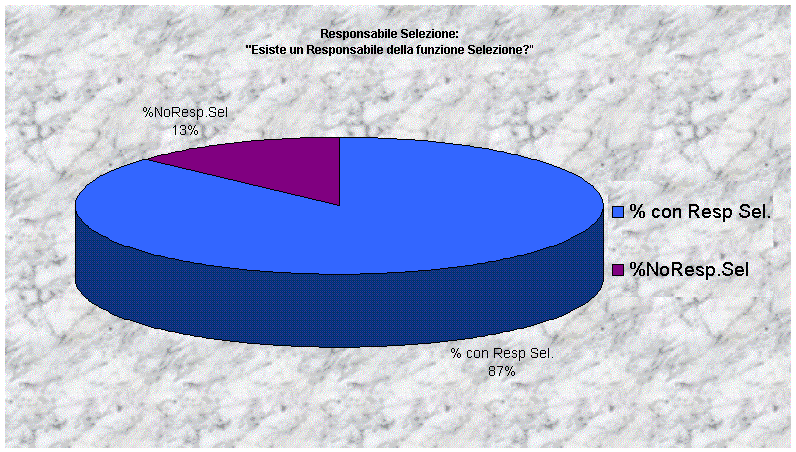 Responsabile Selezione:
"Esiste un Responsabile della funzione Selezione?"
%NoResp.Sel
13%
% con Resp Sel.
%NoResp.Sel
% con Resp Sel.
87%